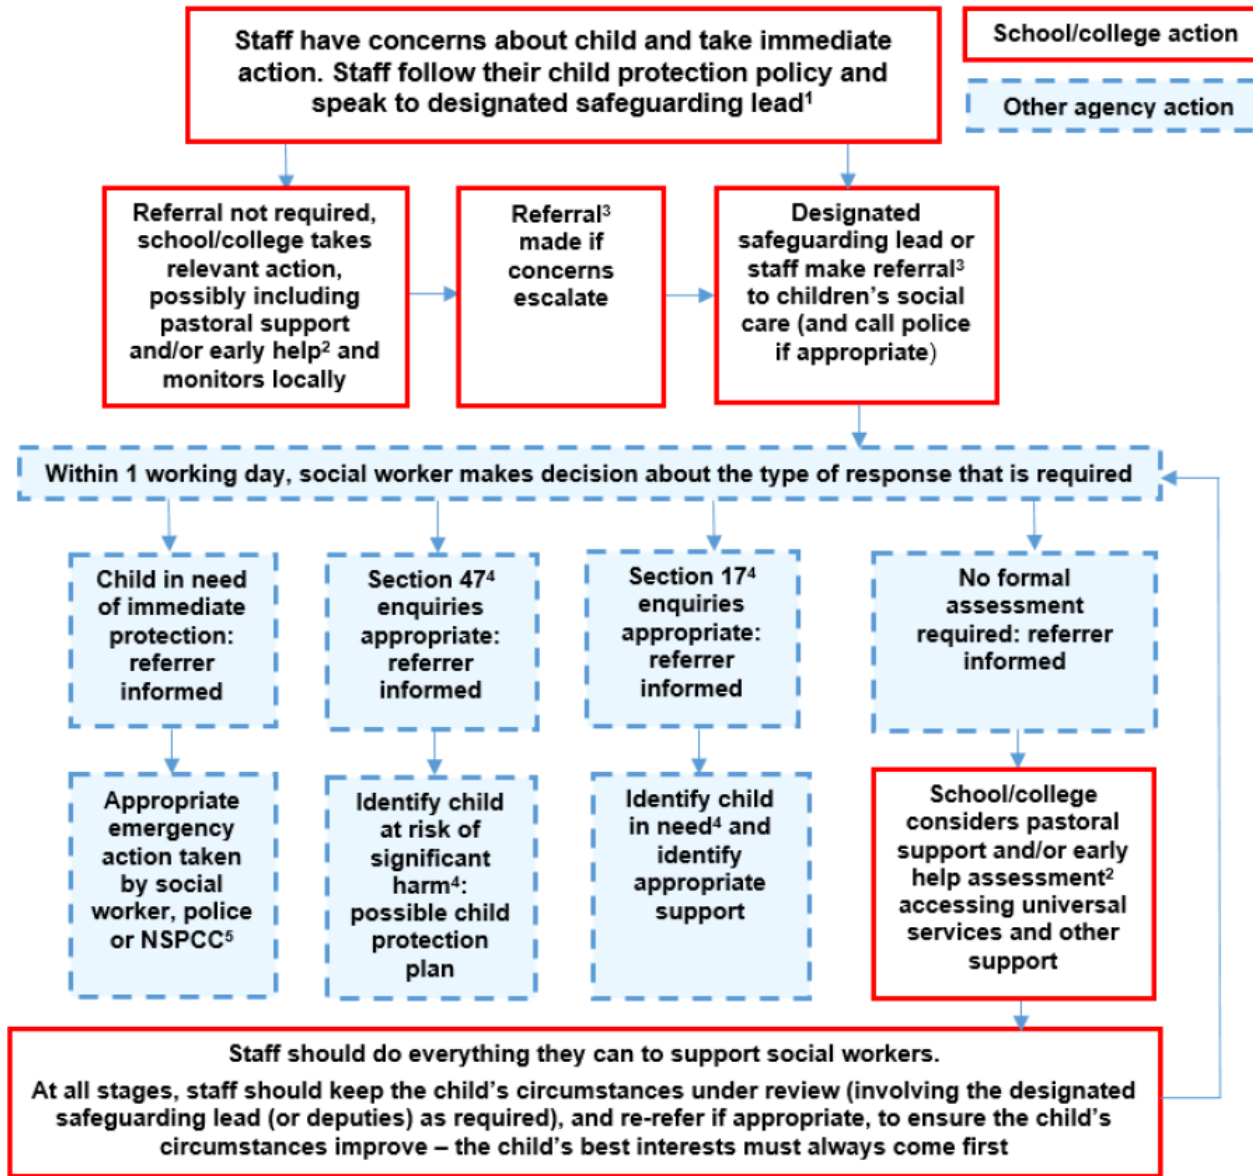 Staff have concerns about child and take immediate
action. Staff follow their child protection policy and
speak to designated safeguarding lead¹
School/college action
Other agency action
Referral not required,
school/college takes
relevant action,
possibly including
pastoral support
and/or early help² and
monitors locally
Referral³
made if
concerns
escalate
Designated
safeguarding lead or
staff make referral³
to children’s social
care (and call police
if appropriate)
Within 1 working day, social worker makes decision about the type of response that is required
Child in need
of immediate
protection:
referrer
informed
Section 47⁴
enquiries
appropriate:
referrer
informed
Section 17⁴
enquiries
appropriate:
referrer
informed
No formal
assessment
required: referrer
informed
Appropriate
emergency
action taken
by social
worker, police
or NSPCC⁵
Identify child
at risk of
significant
harm⁴:
possible child
protection
plan
Identify child
in need⁴ and
identify
appropriate
support
School/college
considers pastoral
support and/or early
help assessment²
accessing universal
services and other
support
Staff should do everything they can to support social workers.
At all stages, staff should keep the child’s circumstances under review (involving the designated
safeguarding lead (or deputies) as required), and re-refer if appropriate, to ensure the child’s
circumstances improve – the child’s best interests must always come first